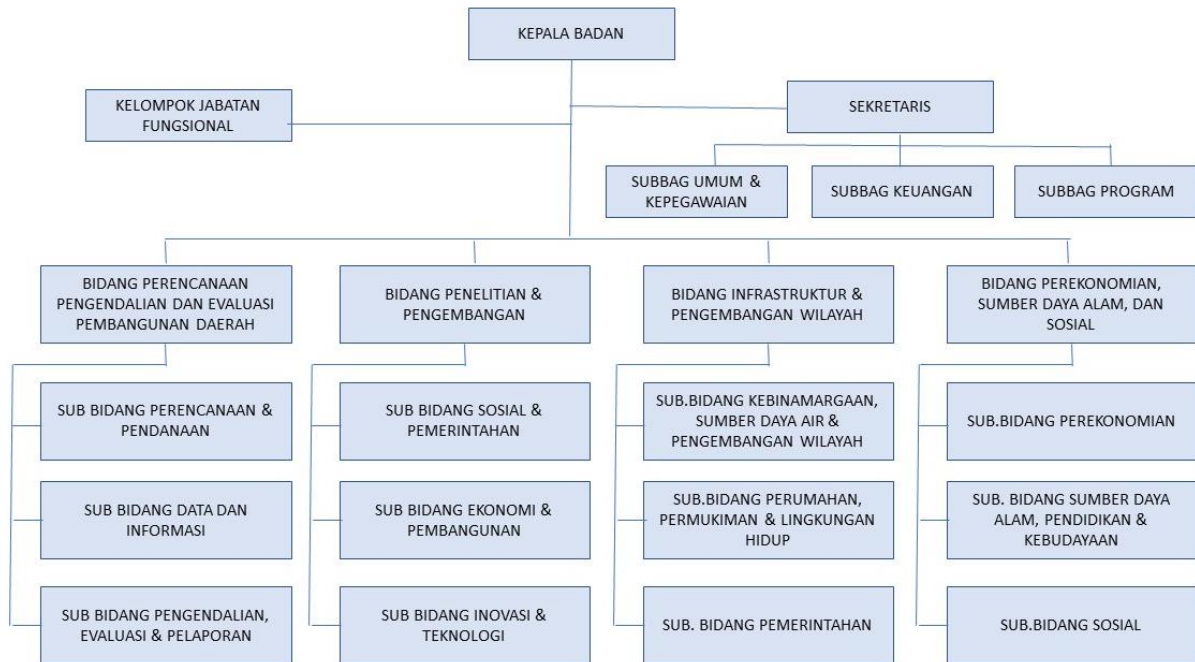 KEPALA BADAN
KELOMPOK JABATAN
FUNGSIONAL
SEKRETARIS
SUBBAG UMUM &
KEPEGAWAIAN
SUBBAG KEUANGAN
SUBBAG PROGRAM
BIDANG PERENCANAAN
PENGENDALIAN DAN EVALUASI
PEMBANGUNAN DAERAH
BIDANG PENELITIAN &
PENGEMBANGAN
BIDANG INFRASTRUKTUR &
PENGEMBANGAN WILAYAH
BIDANG PEREKONOMIAN,
SUMBER DAYA ALAM, DAN
SOSIAL
SUB BIDANG PERENCANAAN &
PENDANAAN
SUB BIDANG SOSIAL &
PEMERINTAHAN
SUB.BIDANG KEBINAMARGAAN,
SUMBER DAYA AIR &
PENGEMBANGAN WILAYAH
SUB.BIDANG PEREKONOMIAN
SUB BIDANG DATA DAN
INFORMASI
SUB BIDANG EKONOMI &
PEMBANGUNAN
SUB.BIDANG PERUMAHAN,
PERMUKIMAN & LINGKUNGAN
HIDUP
SUB. BIDANG SUMBER DAYA
ALAM, PENDIDIKAN &
KEBUDAYAAN
SUB BIDANG PENGENDALIAN,
EVALUASI & PELAPORAN
SUB BIDANG INOVASI &
TEKNOLOGI
SUB. BIDANG PEMERINTAHAN
SUB.BIDANG SOSIAL